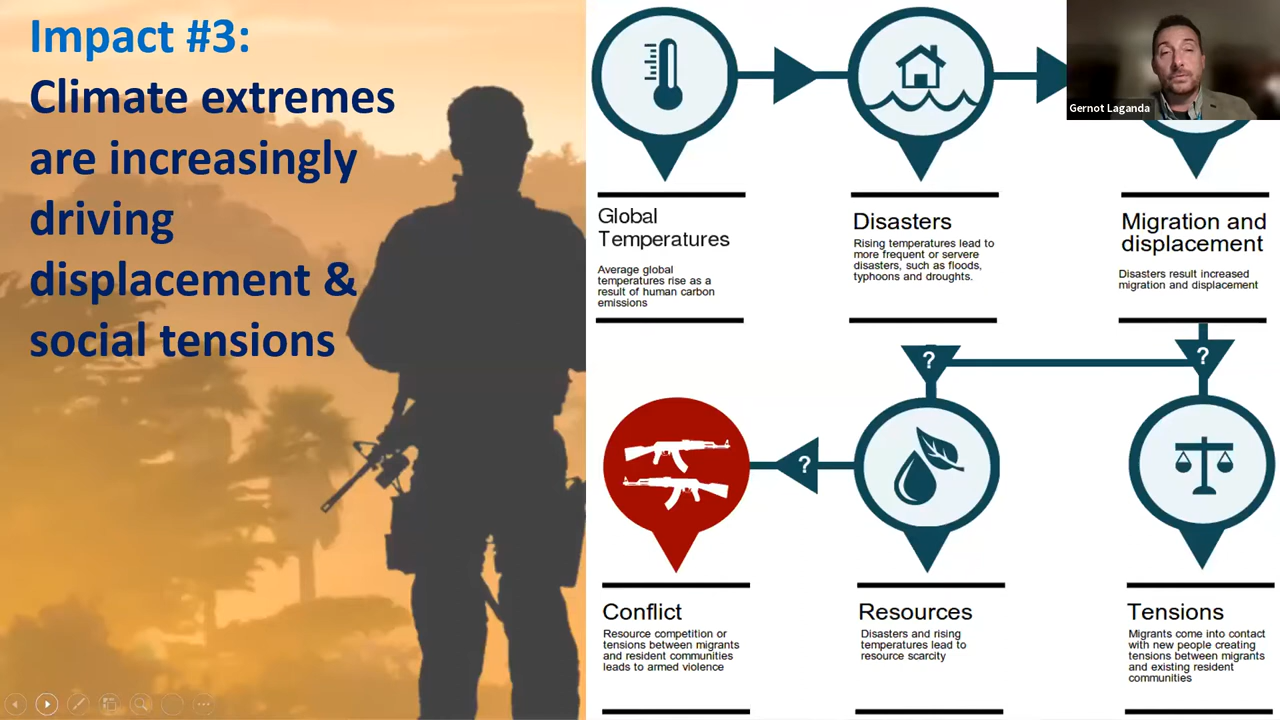 Impact #3:
Climate extremes
are increasingly
driving
displacement &
social tensions
Gernot Laganda
Global
Temperatures
Average global
temperatures rise as a
result of human carbon
emissions
Disasters
Rising temperatures lead to
more frequent or servere
disasters, such as floods,
typhoons and droughts.
Migration and
displacement
Disasters result increased
migration and displacement
?
?
?
Conflict
Resource competition or
tensions between migrants
and resident communities
leads to armed violence
Resources
Disasters and rising
temperatures lead to
resource scarcity
Tensions
Migrants come into contact
with new people creating
tensions between migrants
and existing resident
communities